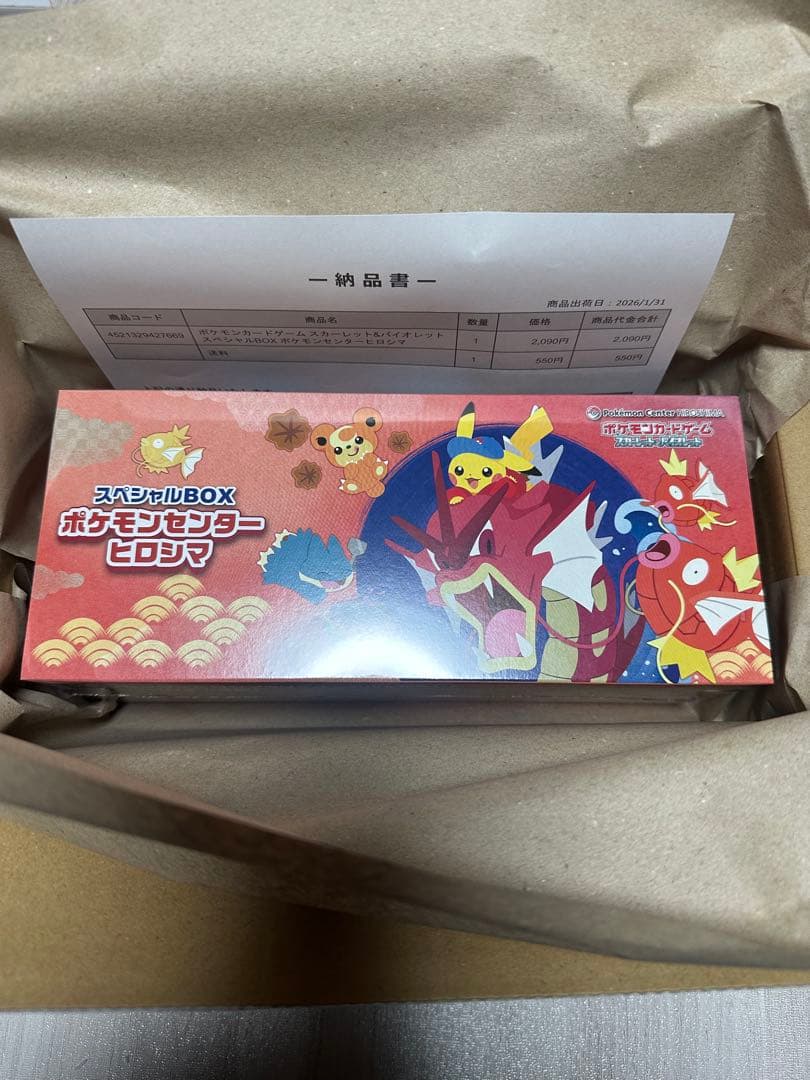 ー納品書ー
商品出荷日：2026/1/31
商品コード 商品名 数量 価格 商品代金合計
4521329427669 ポケモンカードゲーム スカーレット&バイオレット
スペシャルBOX ポケモンセンターヒロシマ 1 2,090円 2,090円
送料 1 550円 550円
Pokémon Center HIROSHIMA
ポケモンカードゲーム
スカーレット&バイオレット
スペシャルBOX
ポケモンセンター
ヒロシマ